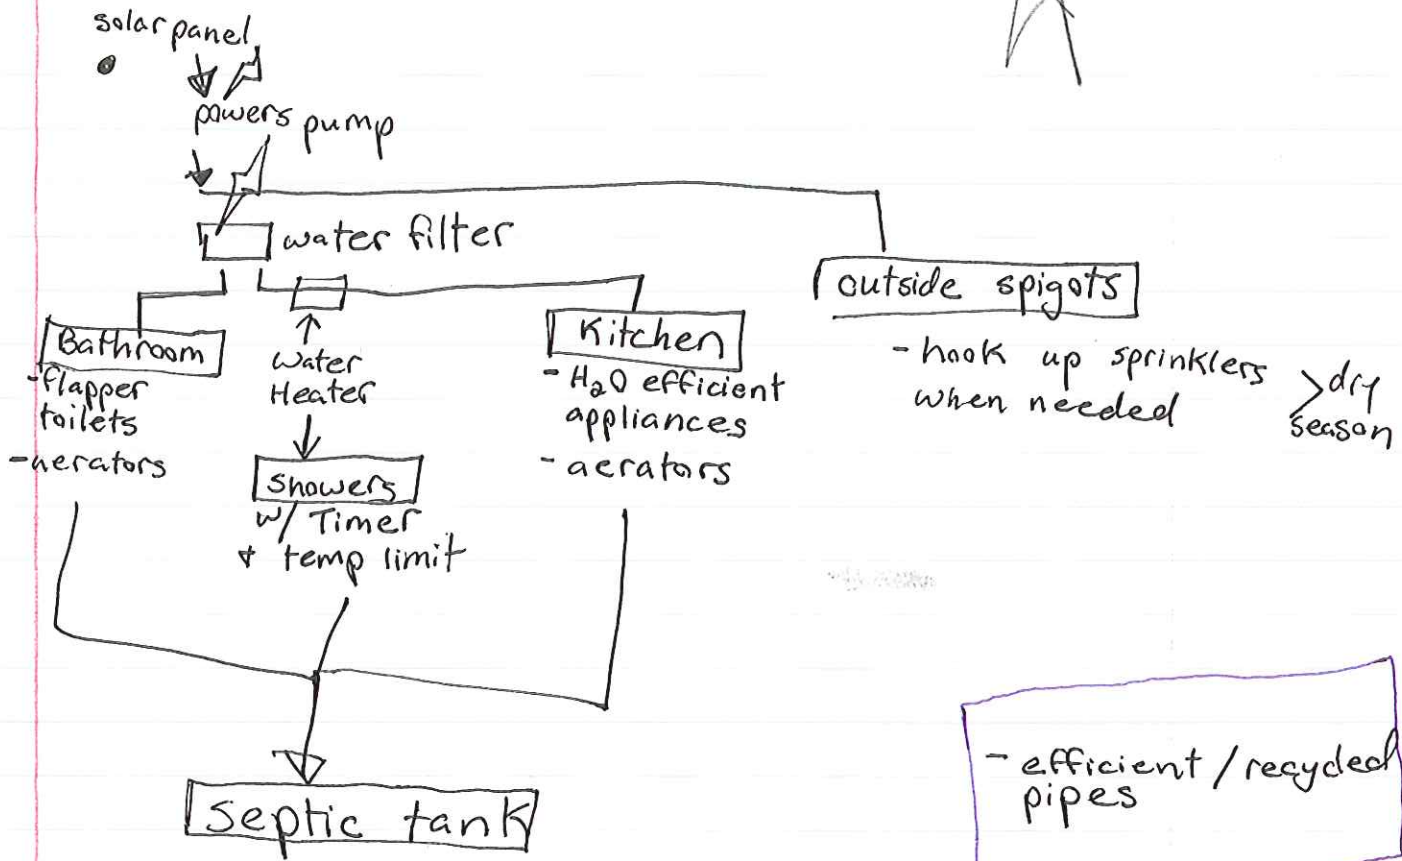 solar panel
powers pump
water filter
outside spigots
- hook up sprinklers
when needed
> dry
season
Bathroom
- flapper
toilets
- aerators
Water
Heater
Showers
w/ Timer
+ temp limit
Kitchen
- H₂O efficient
appliances
- aerators
septic tank
- efficient / recycled
pipes